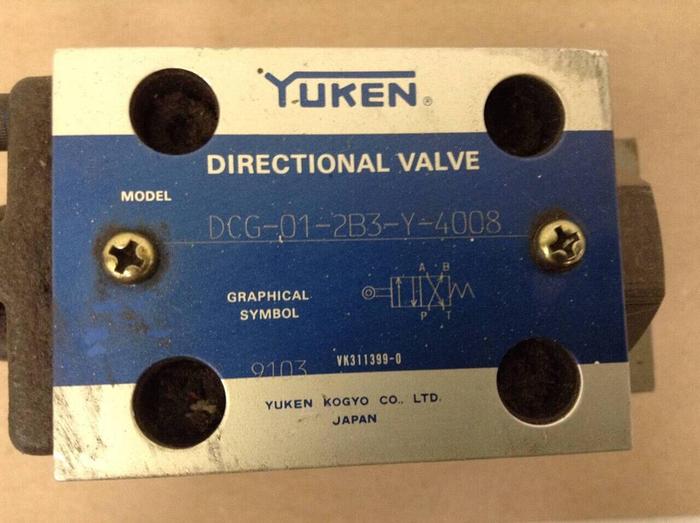 YUKEN®
DIRECTIONAL VALVE
MODEL
DCG-01-2B3-Y-4008
GRAPHICAL
SYMBOL
A B
P T
9103
VK311399-0
YUKEN KOGYO CO., LTD.
JAPAN